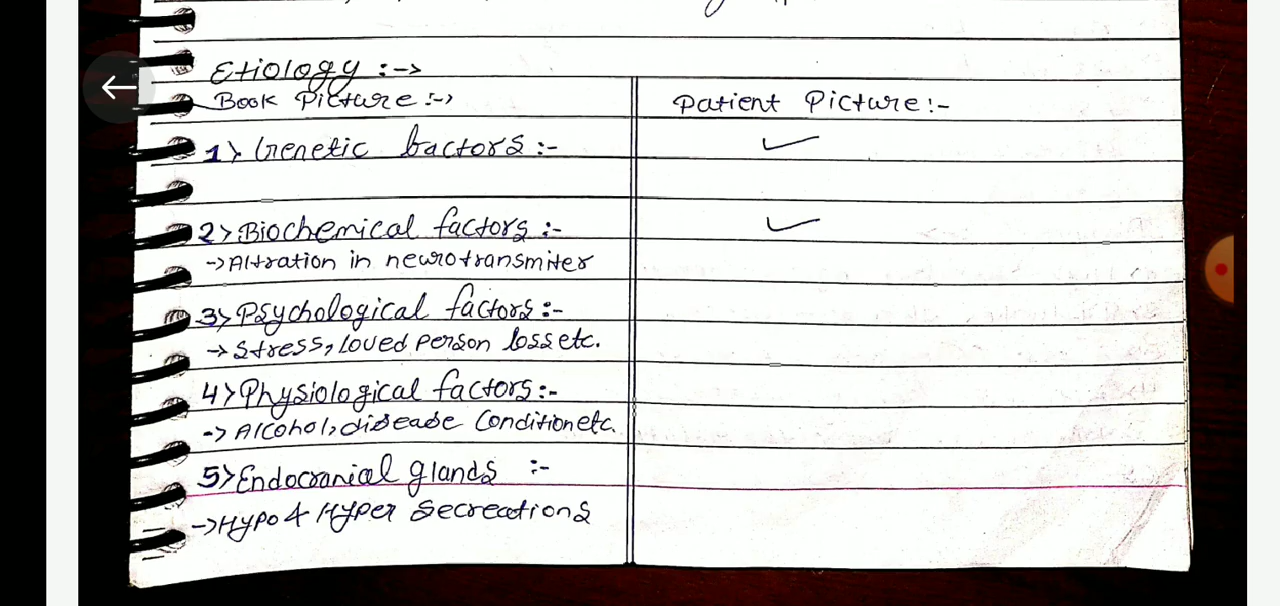 Etiology :->
Book Picture :->
Patient Picture :-
1> Genetic bactors :- ✓
2> Biochemical factors :- ✓
-> Altration in neurotransmiter
3> Psychological factors :-
-> Stress, Loved person loss etc.
4> Physiological factors :-
-> Alcohol, disease Condition etc.
5> Endocranial glands :-
-> Hypo & Hyper Secreations